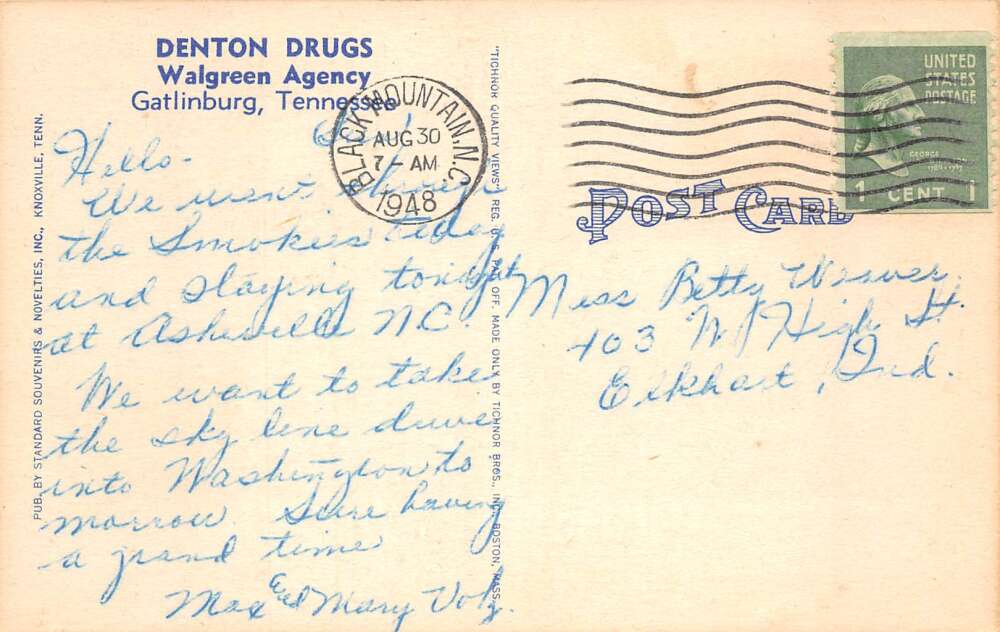 DENTON DRUGS
Walgreen Agency
Gatlinburg, Tennessee
BLACK MOUNTAIN, N.C.
AUG 30
7-AM
1948
UNITED
STATES
POSTAGE
GEORGE WASHINGTON
1 CENT 1
POST CARD
Hello-
We went through
the Smokies today
and staying tonight
at Asheville N.C.
We want to take
the sky line drive
into Washington to
morrow. Sure having
a grand time
Max and Mary Volz.
Miss Betty Weaver
403 N. High St.
Elkhart, Ind.
PUB. BY STANDARD SOUVENIRS & NOVELTIES, INC., KNOXVILLE, TENN.
"TICHNOR QUALITY VIEWS" REG. U. S. PAT. OFF. MADE ONLY BY TICHNOR BROS., INC., BOSTON, MASS.